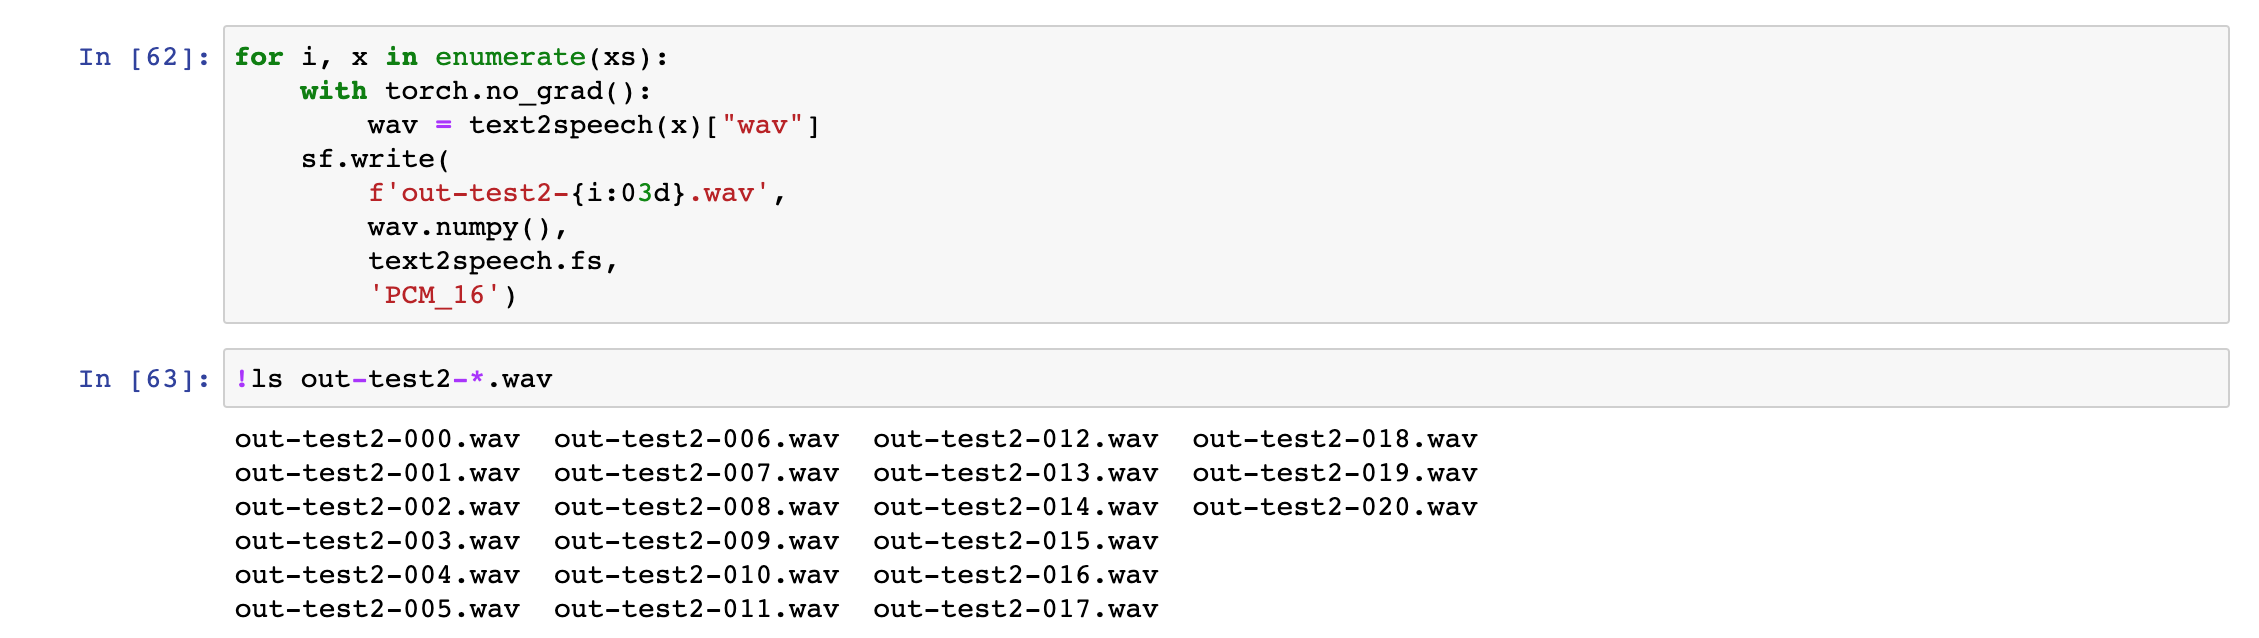 In [62]: for i, x in enumerate(xs):
    with torch.no_grad():
        wav = text2speech(x)["wav"]
    sf.write(
        f'out-test2-{i:03d}.wav',
        wav.numpy(),
        text2speech.fs,
        'PCM_16')
In [63]: !ls out-test2-*.wav
out-test2-000.wav  out-test2-006.wav  out-test2-012.wav  out-test2-018.wav
out-test2-001.wav  out-test2-007.wav  out-test2-013.wav  out-test2-019.wav
out-test2-002.wav  out-test2-008.wav  out-test2-014.wav  out-test2-020.wav
out-test2-003.wav  out-test2-009.wav  out-test2-015.wav
out-test2-004.wav  out-test2-010.wav  out-test2-016.wav
out-test2-005.wav  out-test2-011.wav  out-test2-017.wav